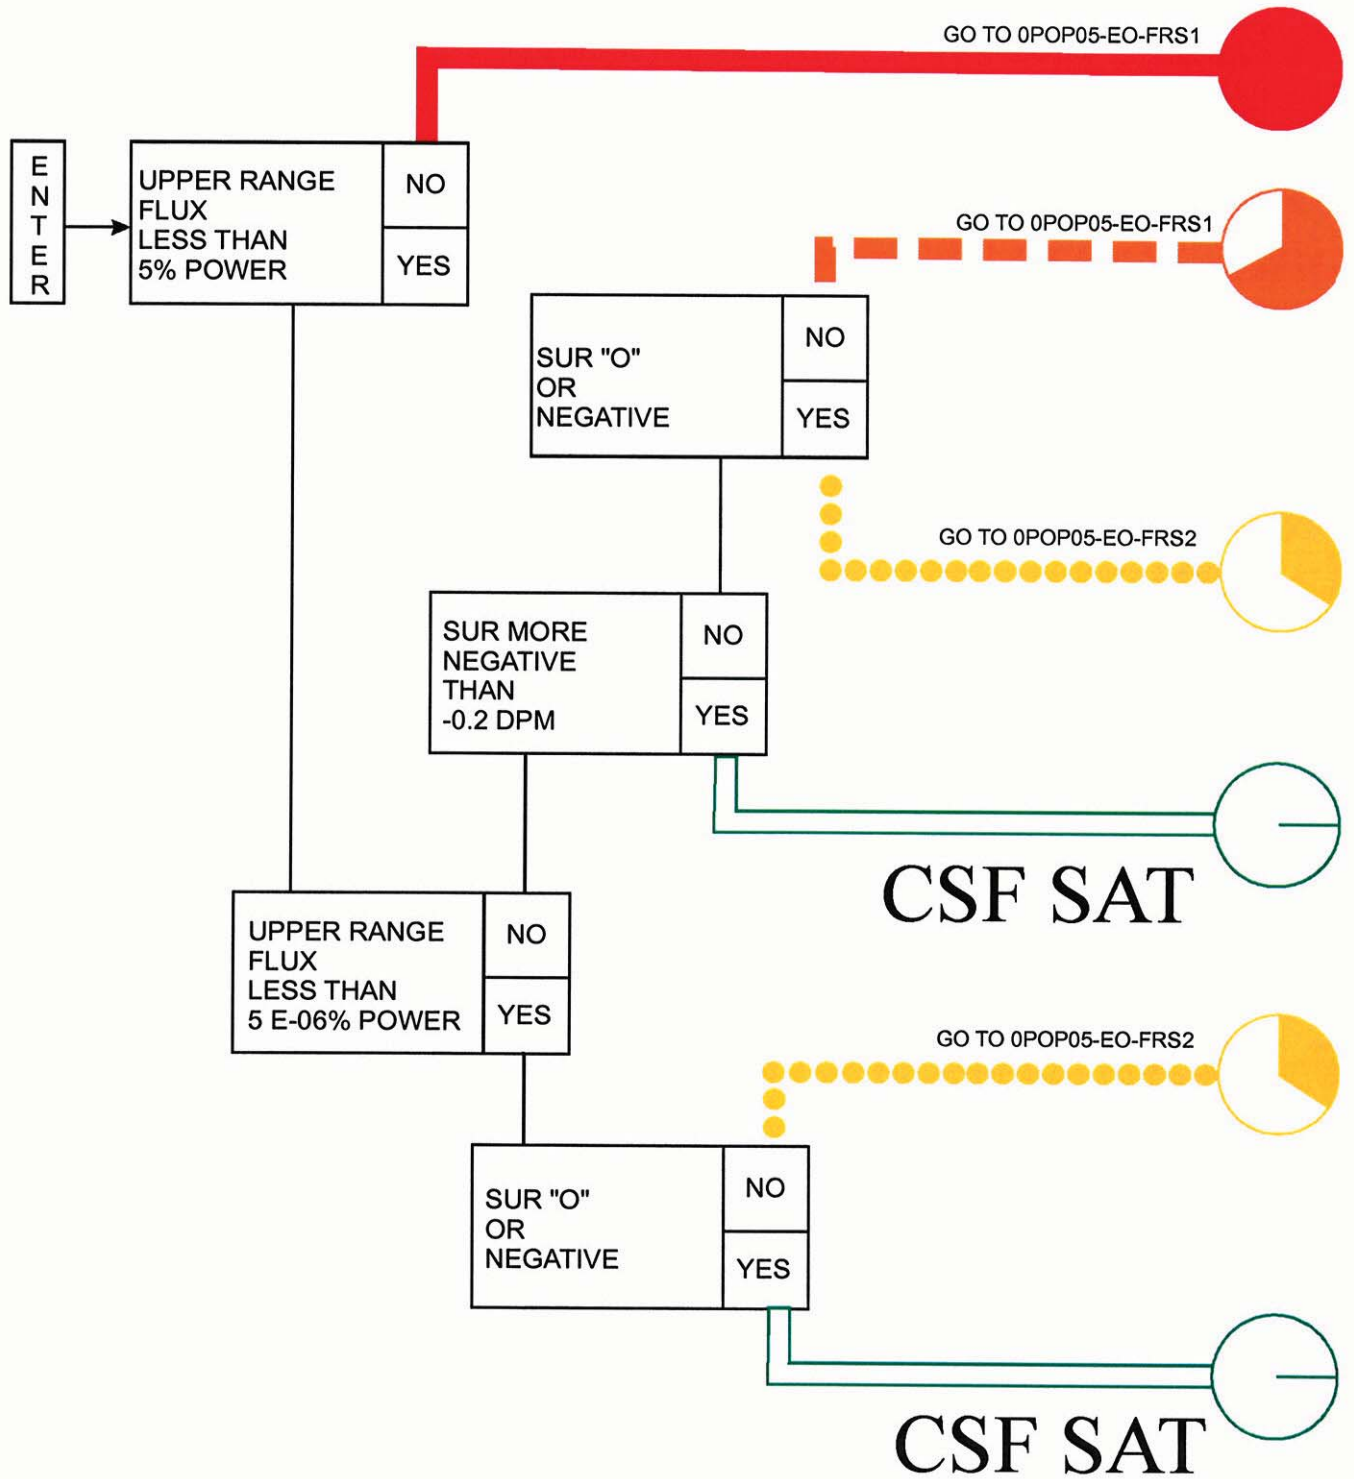 GO TO 0POP05-EO-FRS1
ENTER
UPPER RANGE
FLUX
LESS THAN
5% POWER
NO
YES
GO TO 0POP05-EO-FRS1
SUR "O"
OR
NEGATIVE
NO
YES
GO TO 0POP05-EO-FRS2
SUR MORE
NEGATIVE
THAN
-0.2 DPM
NO
YES
CSF SAT
UPPER RANGE
FLUX
LESS THAN
5 E-06% POWER
NO
YES
GO TO 0POP05-EO-FRS2
SUR "O"
OR
NEGATIVE
NO
YES
CSF SAT